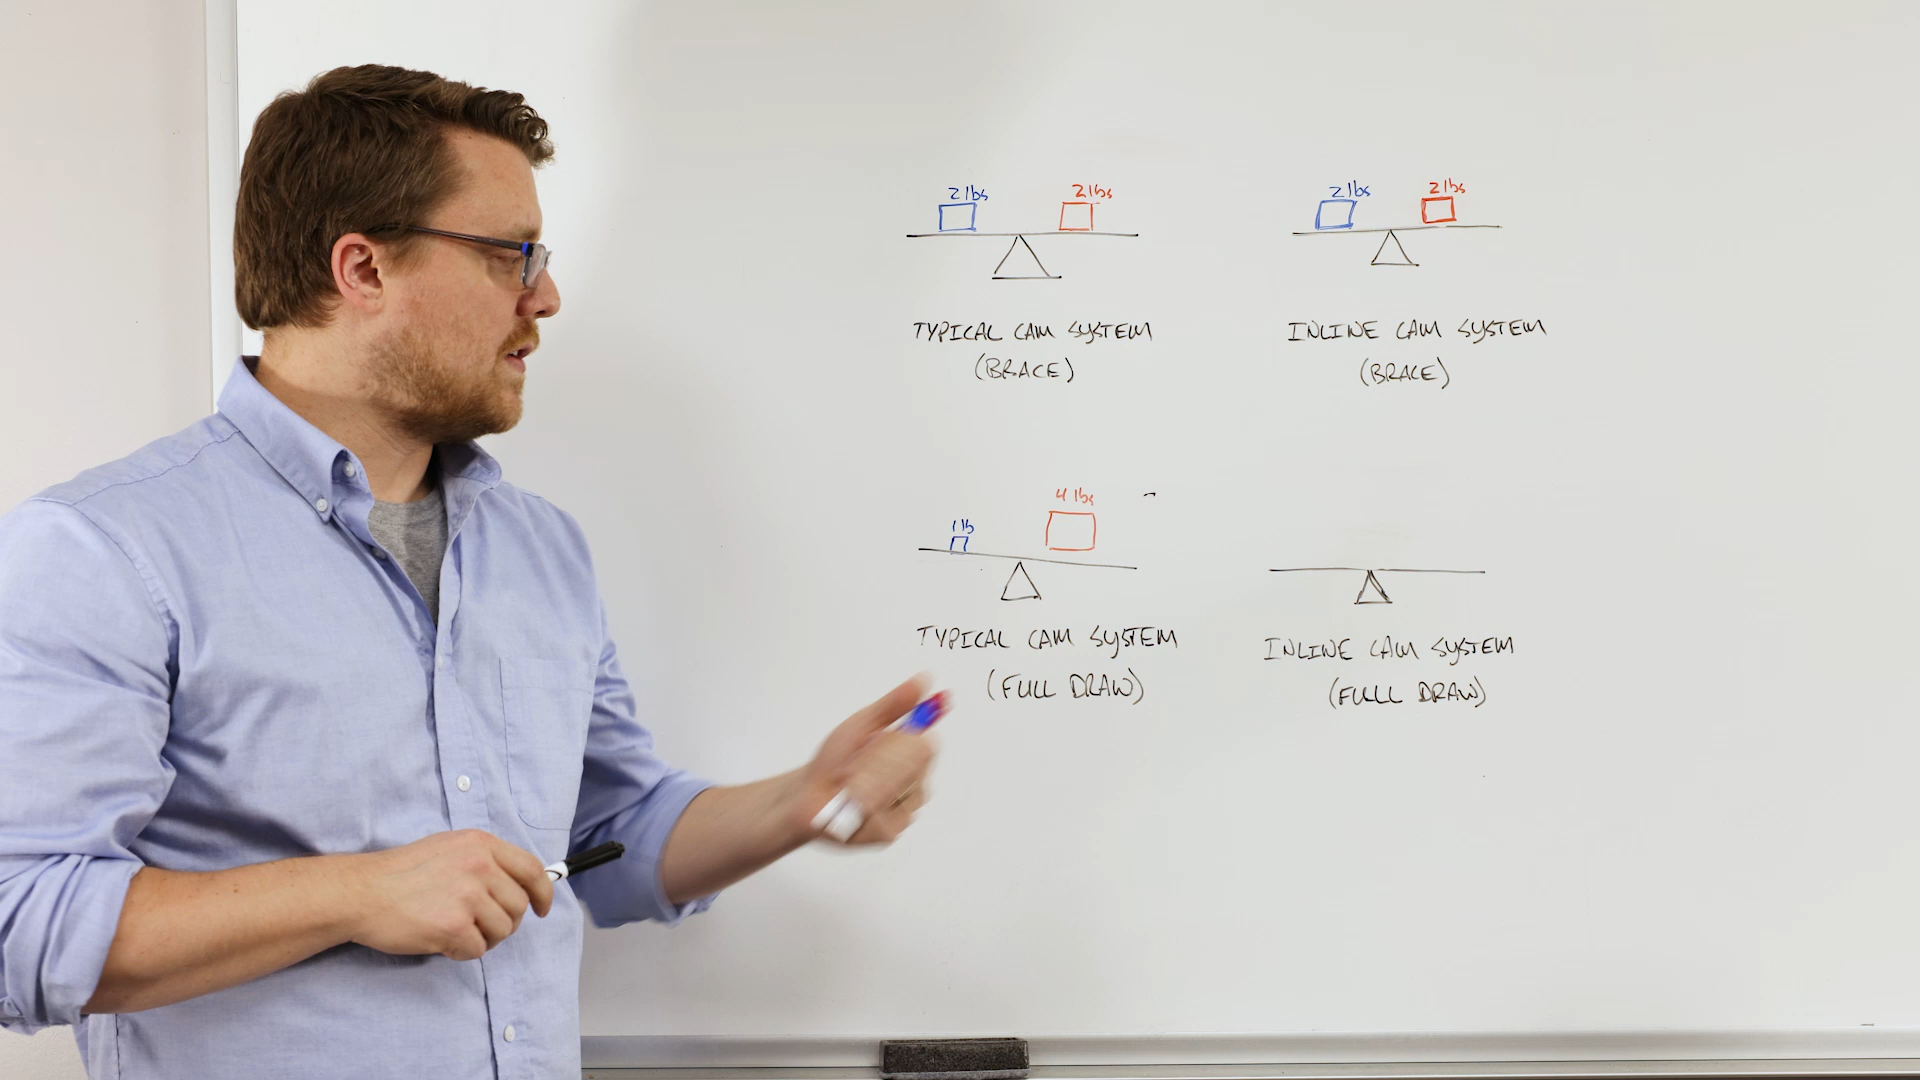 2 lbs 2 lbs
TYPICAL CAM SYSTEM
(BRACE)
2 lbs 2 lbs
INLINE CAM SYSTEM
(BRACE)
1 lb 4 lbs
TYPICAL CAM SYSTEM
(FULL DRAW)
INLINE CAM SYSTEM
(FULL DRAW)